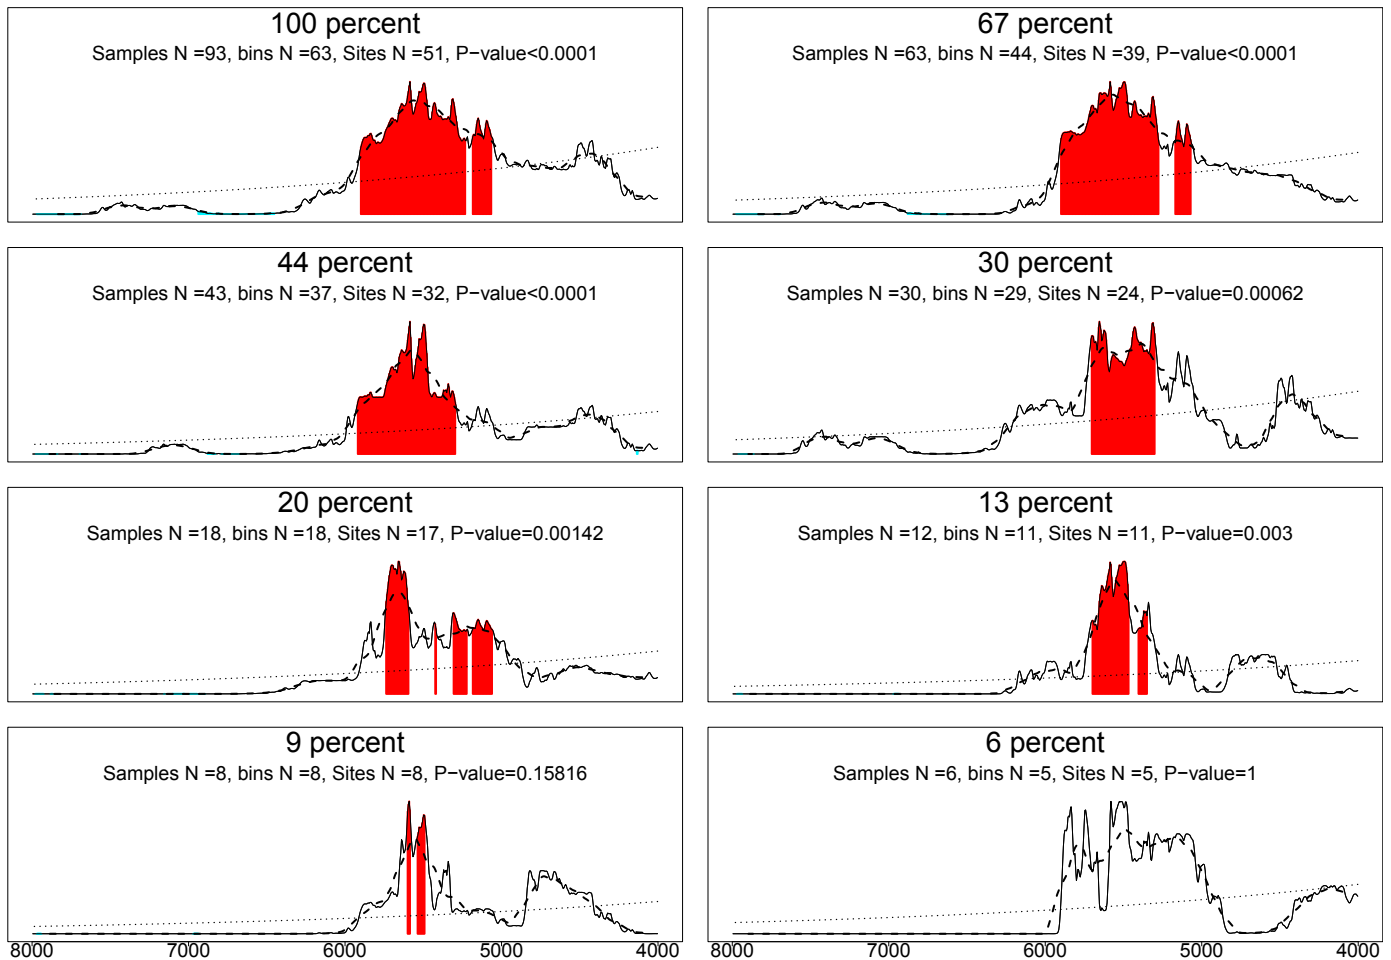 100 percent
Samples N =93, bins N =63, Sites N =51, P−value<0.0001
67 percent
Samples N =63, bins N =44, Sites N =39, P−value<0.0001
44 percent
Samples N =43, bins N =37, Sites N =32, P−value<0.0001
30 percent
Samples N =30, bins N =29, Sites N =24, P−value=0.00062
20 percent
Samples N =18, bins N =18, Sites N =17, P−value=0.00142
13 percent
Samples N =12, bins N =11, Sites N =11, P−value=0.003
9 percent
Samples N =8, bins N =8, Sites N =8, P−value=0.15816
6 percent
Samples N =6, bins N =5, Sites N =5, P−value=1
8000 7000 6000 5000 4000
8000 7000 6000 5000 4000